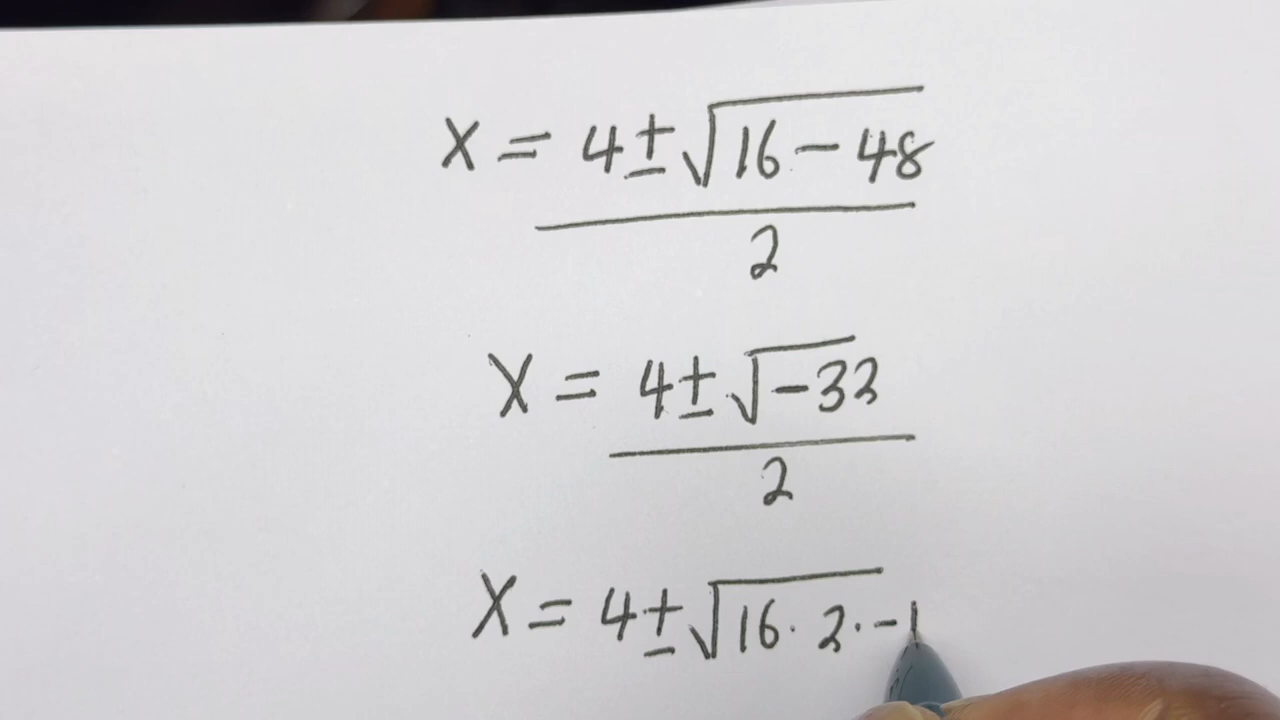 X = 4 ± √16 − 48
2
X = 4 ± √−32
2
X = 4 ± √16 · 2 · −1